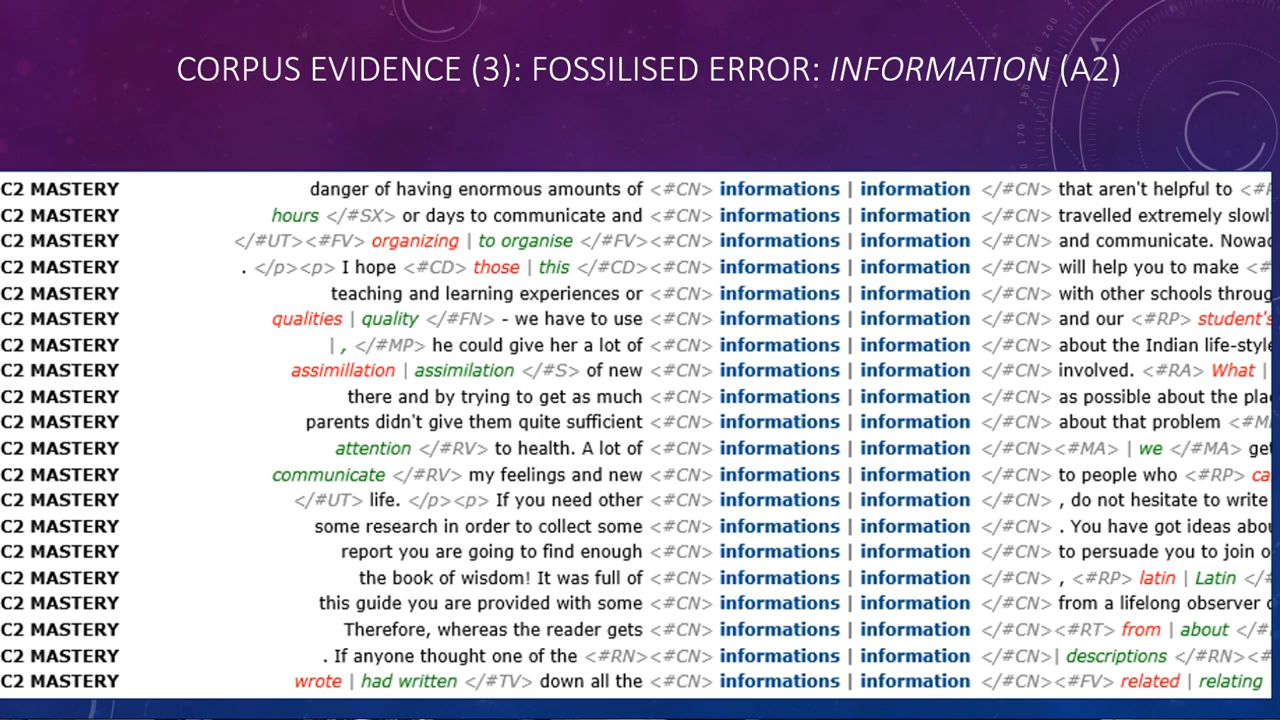 CORPUS EVIDENCE (3): FOSSILISED ERROR: INFORMATION (A2)
C2 MASTERY danger of having enormous amounts of <#CN> informations | information </#CN> that aren't helpful to <#
C2 MASTERY hours </#SX> or days to communicate and <#CN> informations | information </#CN> travelled extremely slowl
C2 MASTERY </#UT><#FV> organizing | to organise </#FV><#CN> informations | information </#CN> and communicate. Nowad
C2 MASTERY . </p><p> I hope <#CD> those | this </#CD><#CN> informations | information </#CN> will help you to make <#
C2 MASTERY teaching and learning experiences or <#CN> informations | information </#CN> with other schools throug
C2 MASTERY qualities | quality </#FN> - we have to use <#CN> informations | information </#CN> and our <#RP> student's
C2 MASTERY | , </#MP> he could give her a lot of <#CN> informations | information </#CN> about the Indian life-style
C2 MASTERY assimillation | assimilation </#S> of new <#CN> informations | information </#CN> involved. <#RA> What |
C2 MASTERY there and by trying to get as much <#CN> informations | information </#CN> as possible about the pla
C2 MASTERY parents didn't give them quite sufficient <#CN> informations | information </#CN> about that problem <#M
C2 MASTERY attention </#RV> to health. A lot of <#CN> informations | information </#CN><#MA> | we </#MA> get
C2 MASTERY communicate </#RV> my feelings and new <#CN> informations | information </#CN> to people who <#RP> ca
C2 MASTERY </#UT> life. </p><p> If you need other <#CN> informations | information </#CN> , do not hesitate to write
C2 MASTERY some research in order to collect some <#CN> informations | information </#CN> . You have got ideas abou
C2 MASTERY report you are going to find enough <#CN> informations | information </#CN> to persuade you to join o
C2 MASTERY the book of wisdom! It was full of <#CN> informations | information </#CN> , <#RP> latin | Latin </#
C2 MASTERY this guide you are provided with some <#CN> informations | information </#CN> from a lifelong observer o
C2 MASTERY Therefore, whereas the reader gets <#CN> informations | information </#CN><#RT> from | about </#
C2 MASTERY . If anyone thought one of the <#RN><#CN> informations | information </#CN>| descriptions </#RN><#
C2 MASTERY wrote | had written </#TV> down all the <#CN> informations | information </#CN><#FV> related | relating